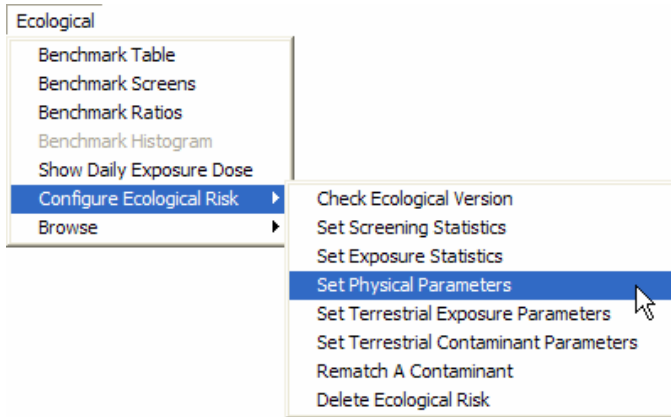 Ecological
Benchmark Table
Benchmark Screens
Benchmark Ratios
Benchmark Histogram
Show Daily Exposure Dose
Configure Ecological Risk
Browse
Check Ecological Version
Set Screening Statistics
Set Exposure Statistics
Set Physical Parameters
Set Terrestrial Exposure Parameters
Set Terrestrial Contaminant Parameters
Rematch A Contaminant
Delete Ecological Risk